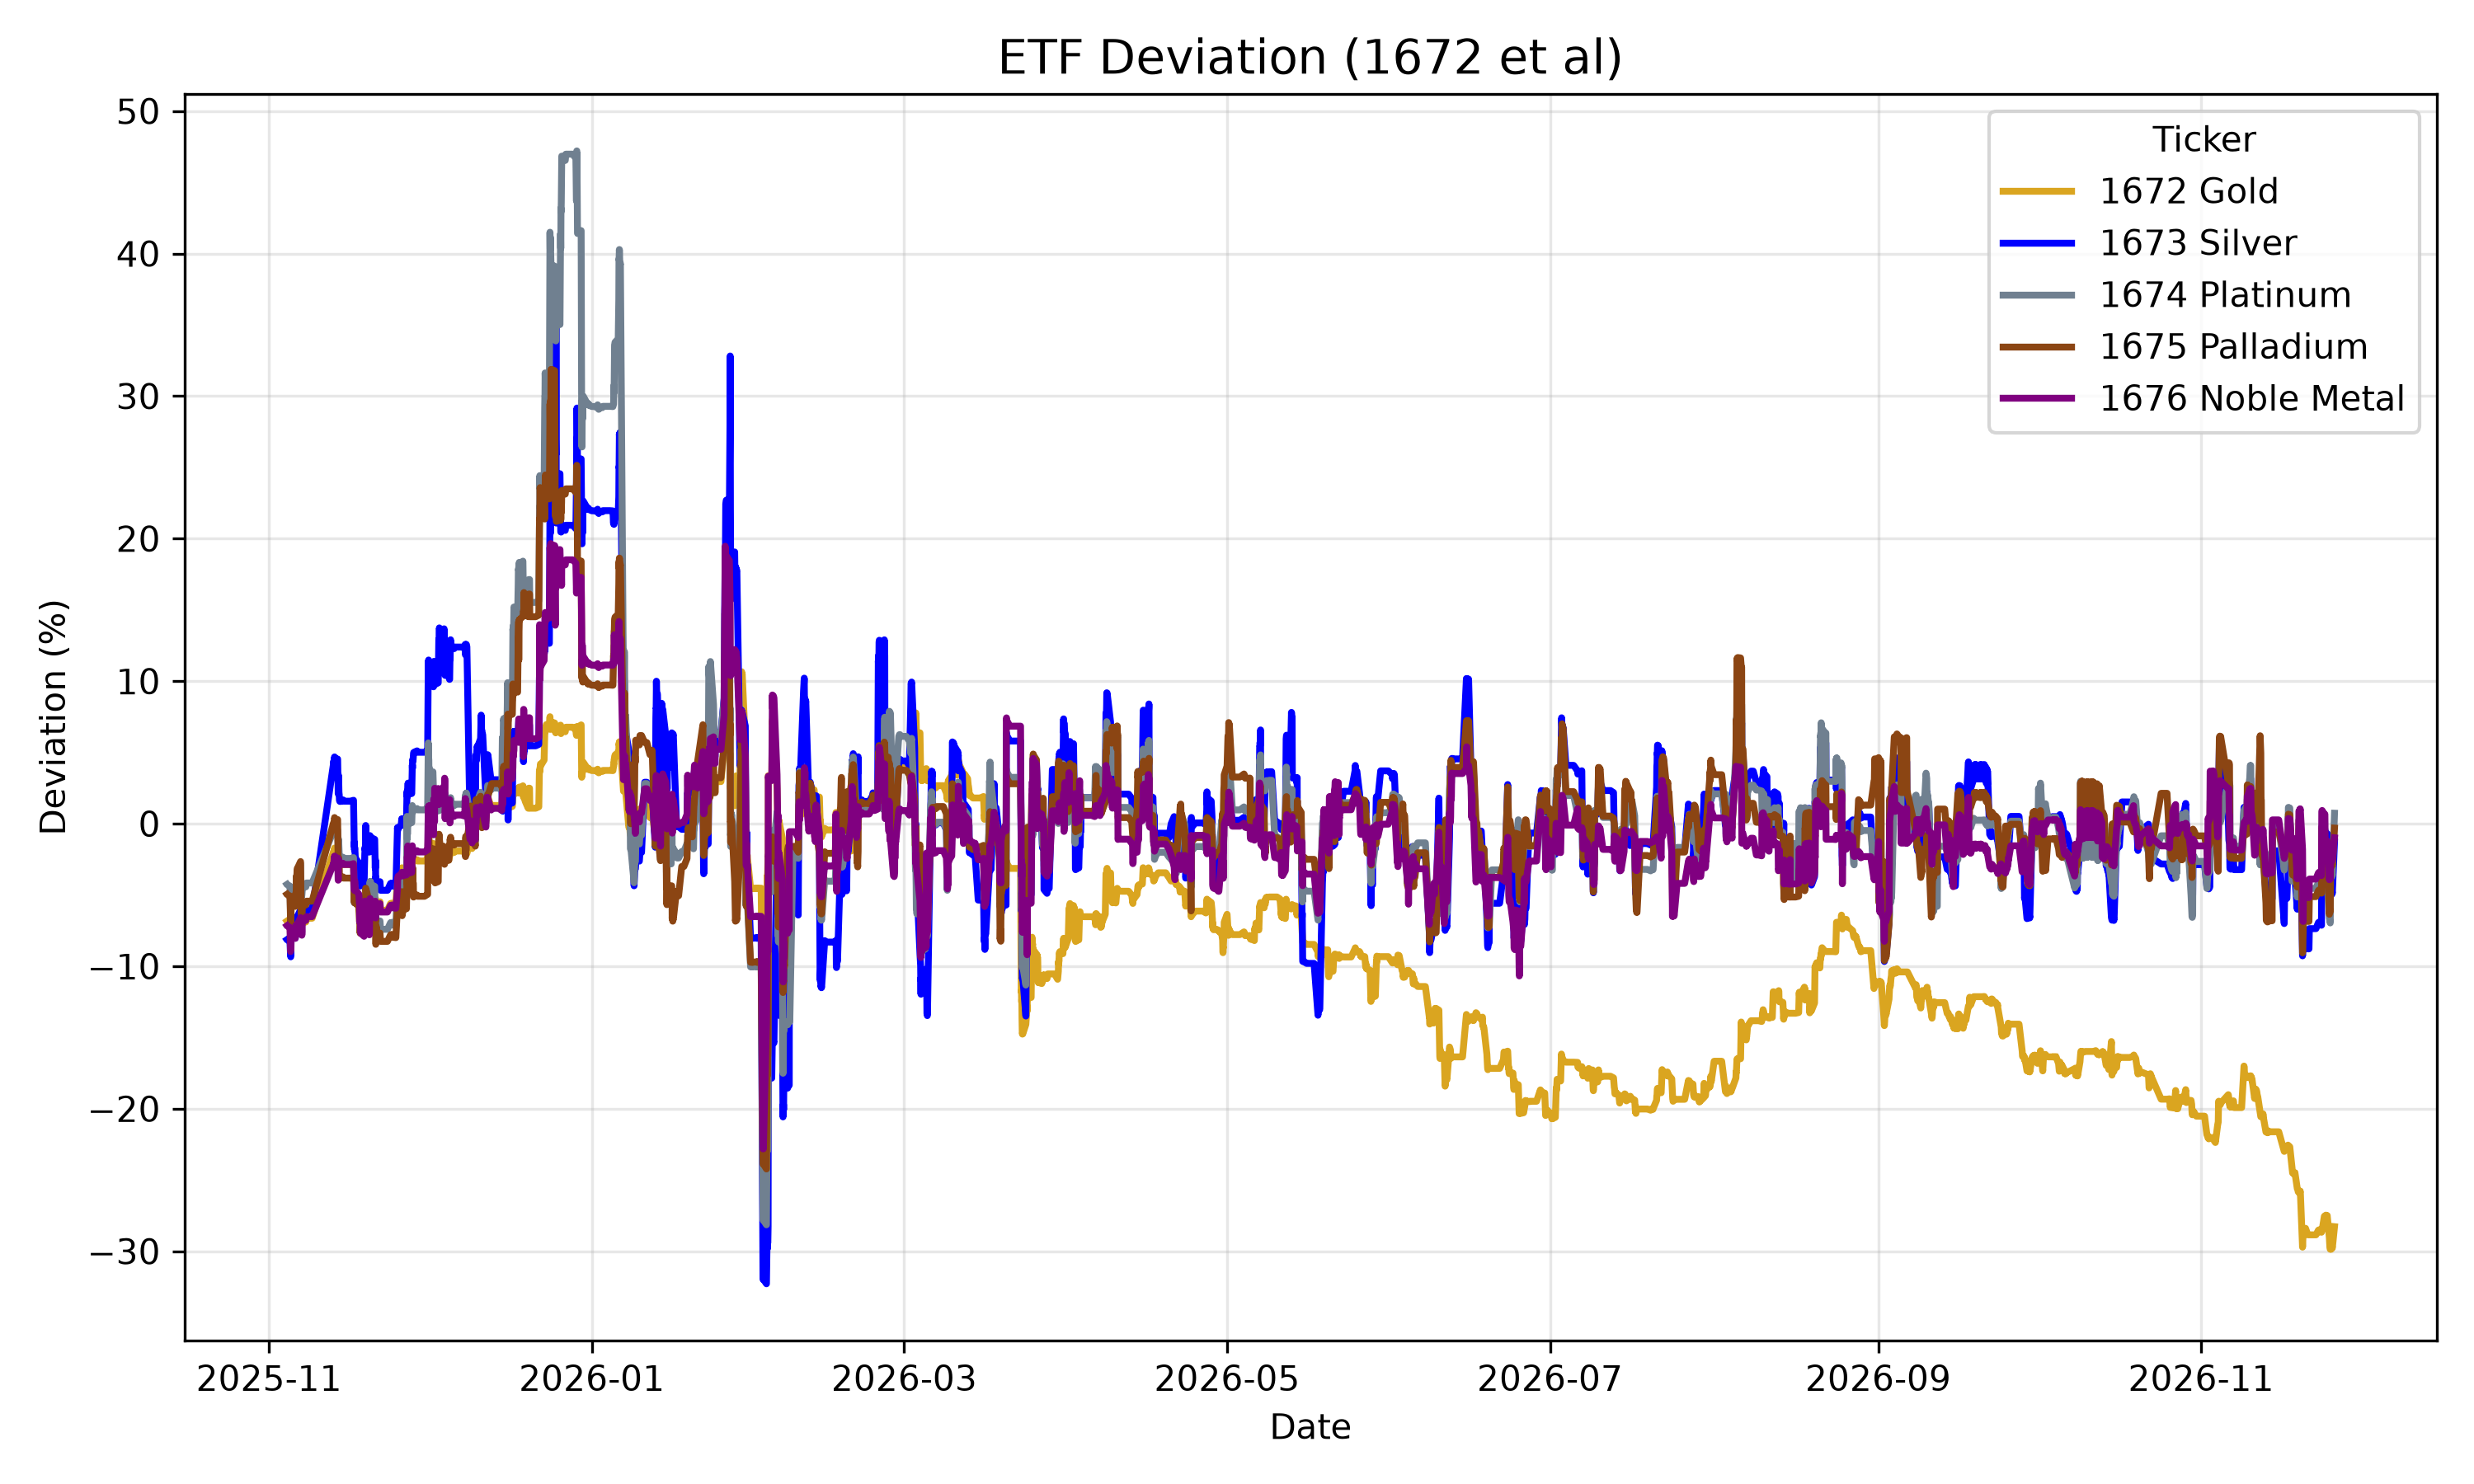 ETF Deviation (1672 et al)
Deviation (%)
50
40
30
20
10
0
−10
−20
−30
Ticker
1672 Gold
1673 Silver
1674 Platinum
1675 Palladium
1676 Noble Metal
2025-11
2026-01
2026-03
2026-05
2026-07
2026-09
2026-11
Date